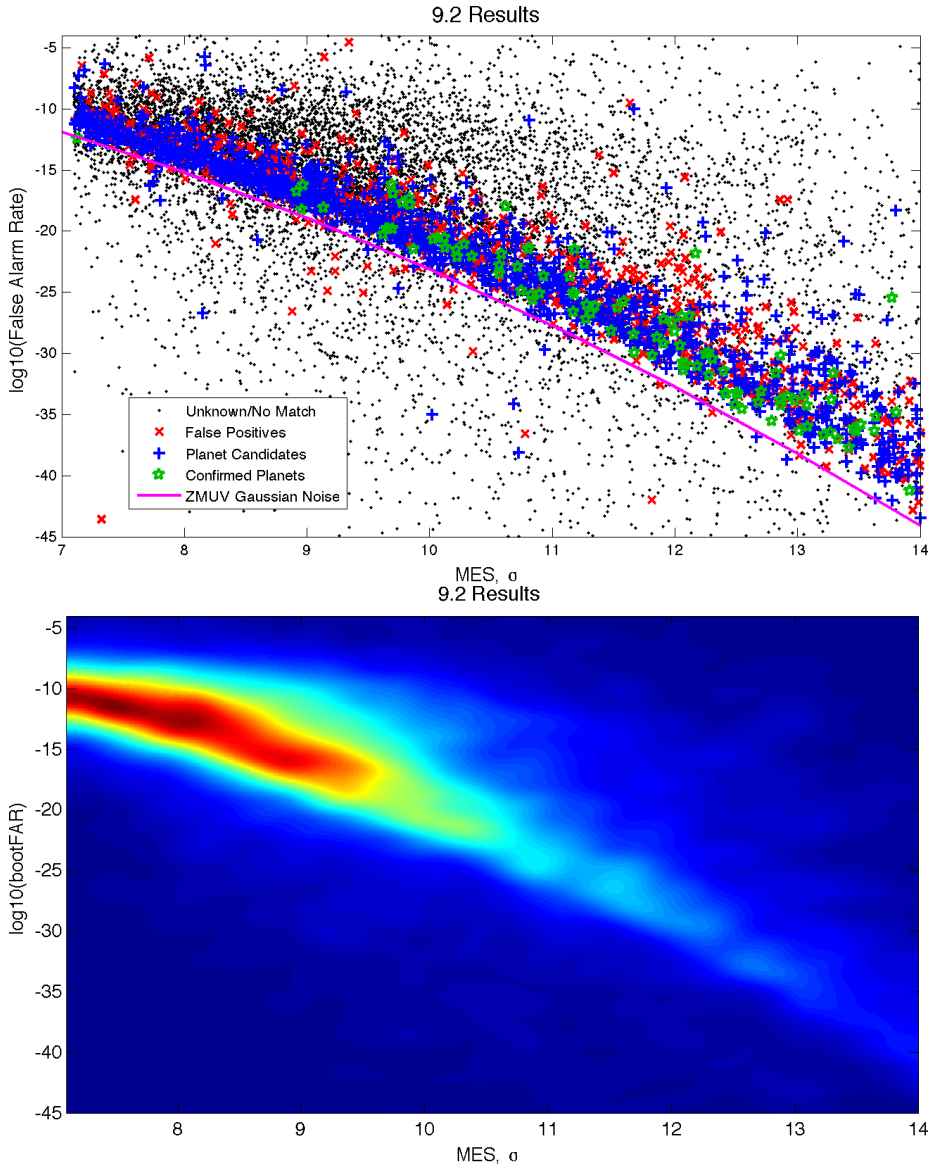 9.2 Results
-5
-10
-15
-20
-25
-30
-35
-40
-45
log10(False Alarm Rate)
Unknown/No Match
False Positives
Planet Candidates
Confirmed Planets
ZMUV Gaussian Noise
7 8 9 10 11 12 13 14
MES, σ
9.2 Results
-5
-10
-15
-20
-25
-30
-35
-40
-45
log10(bootFAR)
8 9 10 11 12 13 14
MES, σ